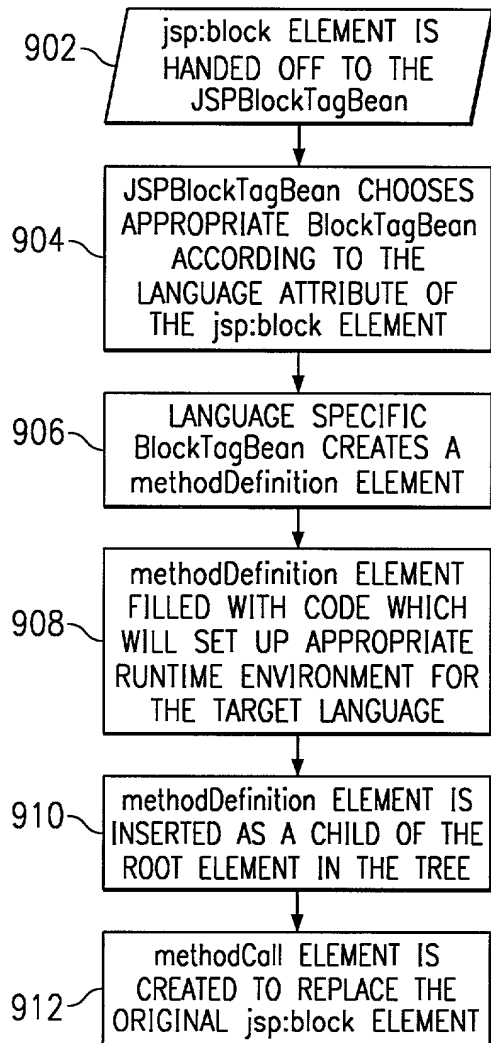 902
jsp:block ELEMENT IS
HANDED OFF TO THE
JSPBlockTagBean
904
JSPBlockTagBean CHOOSES
APPROPRIATE BlockTagBean
ACCORDING TO THE
LANGUAGE ATTRIBUTE OF
THE jsp:block ELEMENT
906
LANGUAGE SPECIFIC
BlockTagBean CREATES A
methodDefinition ELEMENT
908
methodDefinition ELEMENT
FILLED WITH CODE WHICH
WILL SET UP APPROPRIATE
RUNTIME ENVIRONMENT FOR
THE TARGET LANGUAGE
910
methodDefinition ELEMENT IS
INSERTED AS A CHILD OF THE
ROOT ELEMENT IN THE TREE
912
methodCall ELEMENT IS
CREATED TO REPLACE THE
ORIGINAL jsp:block ELEMENT